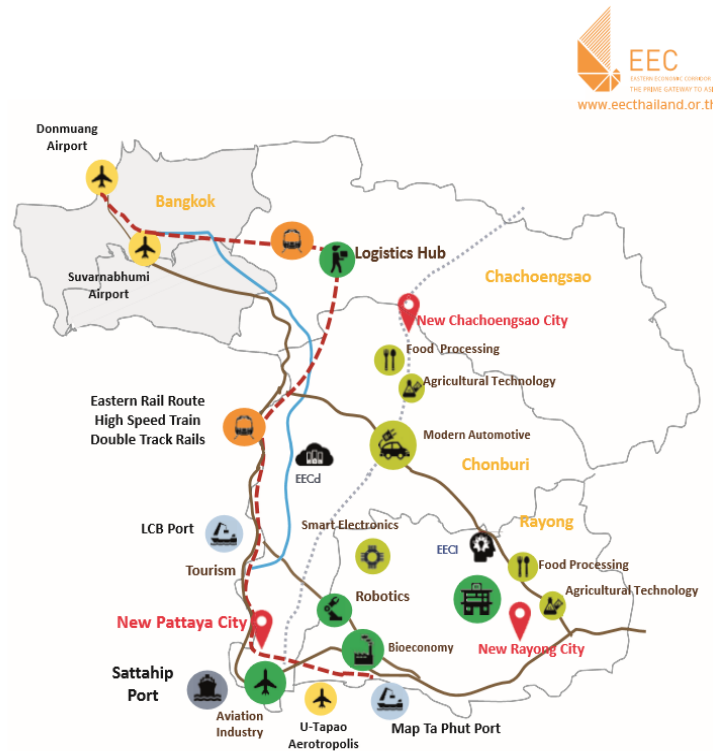 EEC
EASTERN ECONOMIC CORRIDOR
THE PRIME GATEWAY TO
www.eecthailand.or.th
Donmuang
Airport
Bangkok
Suvarnabhumi
Airport
Logistics Hub
Chachoengsao
New Chachoengsao City
Food Processing
Agricultural Technology
Eastern Rail Route
High Speed Train
Double Track Rails
Modern Automotive
Chonburi
EECd
Rayong
LCB Port
Smart Electronics
EECI
Tourism
Food Processing
Agricultural Technology
Robotics
New Pattaya City
Bioeconomy
New Rayong City
Sattahip
Port
Aviation
Industry
U-Tapao
Aerotropolis
Map Ta Phut Port